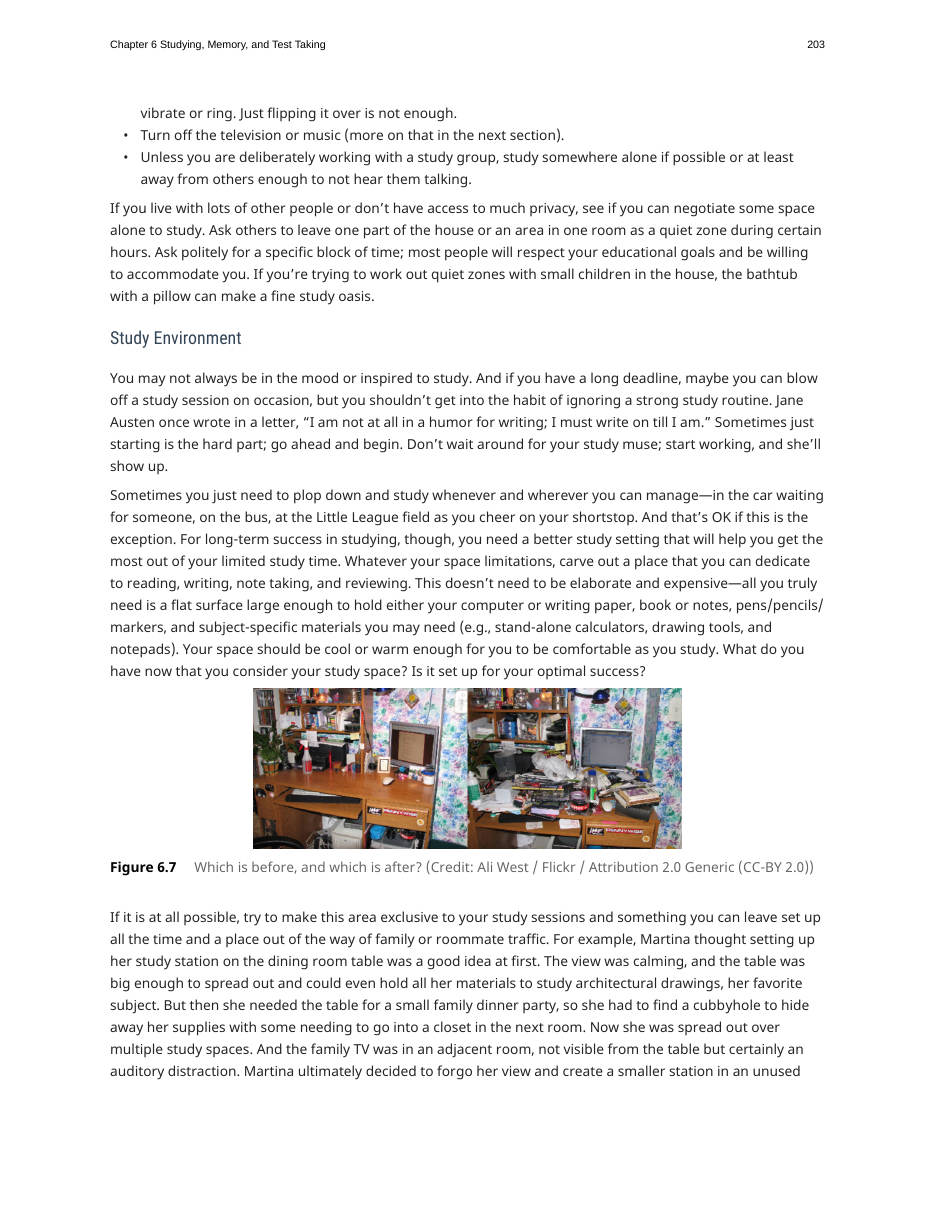 Chapter 6 Studying, Memory, and Test Taking 203
vibrate or ring. Just flipping it over is not enough.
• Turn off the television or music (more on that in the next section).
• Unless you are deliberately working with a study group, study somewhere alone if possible or at least
away from others enough to not hear them talking.
If you live with lots of other people or don’t have access to much privacy, see if you can negotiate some space
alone to study. Ask others to leave one part of the house or an area in one room as a quiet zone during certain
hours. Ask politely for a specific block of time; most people will respect your educational goals and be willing
to accommodate you. If you’re trying to work out quiet zones with small children in the house, the bathtub
with a pillow can make a fine study oasis.
Study Environment
You may not always be in the mood or inspired to study. And if you have a long deadline, maybe you can blow
off a study session on occasion, but you shouldn’t get into the habit of ignoring a strong study routine. Jane
Austen once wrote in a letter, “I am not at all in a humor for writing; I must write on till I am.” Sometimes just
starting is the hard part; go ahead and begin. Don’t wait around for your study muse; start working, and she’ll
show up.
Sometimes you just need to plop down and study whenever and wherever you can manage—in the car waiting
for someone, on the bus, at the Little League field as you cheer on your shortstop. And that’s OK if this is the
exception. For long-term success in studying, though, you need a better study setting that will help you get the
most out of your limited study time. Whatever your space limitations, carve out a place that you can dedicate
to reading, writing, note taking, and reviewing. This doesn’t need to be elaborate and expensive—all you truly
need is a flat surface large enough to hold either your computer or writing paper, book or notes, pens/pencils/
markers, and subject-specific materials you may need (e.g., stand-alone calculators, drawing tools, and
notepads). Your space should be cool or warm enough for you to be comfortable as you study. What do you
have now that you consider your study space? Is it set up for your optimal success?
Figure 6.7 Which is before, and which is after? (Credit: Ali West / Flickr / Attribution 2.0 Generic (CC-BY 2.0))
If it is at all possible, try to make this area exclusive to your study sessions and something you can leave set up
all the time and a place out of the way of family or roommate traffic. For example, Martina thought setting up
her study station on the dining room table was a good idea at first. The view was calming, and the table was
big enough to spread out and could even hold all her materials to study architectural drawings, her favorite
subject. But then she needed the table for a small family dinner party, so she had to find a cubbyhole to hide
away her supplies with some needing to go into a closet in the next room. Now she was spread out over
multiple study spaces. And the family TV was in an adjacent room, not visible from the table but certainly an
auditory distraction. Martina ultimately decided to forgo her view and create a smaller station in an unused